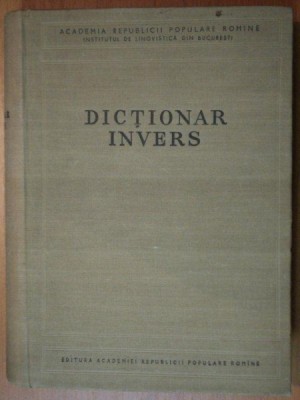 ACADEMIA REPUBLICII POPULARE ROMÎNE
INSTITUTUL DE LINGVISTICĂ DIN BUCUREȘTI
DICȚIONAR
INVERS
EDITURA ACADEMIEI REPUBLICII POPULARE ROMÎNE